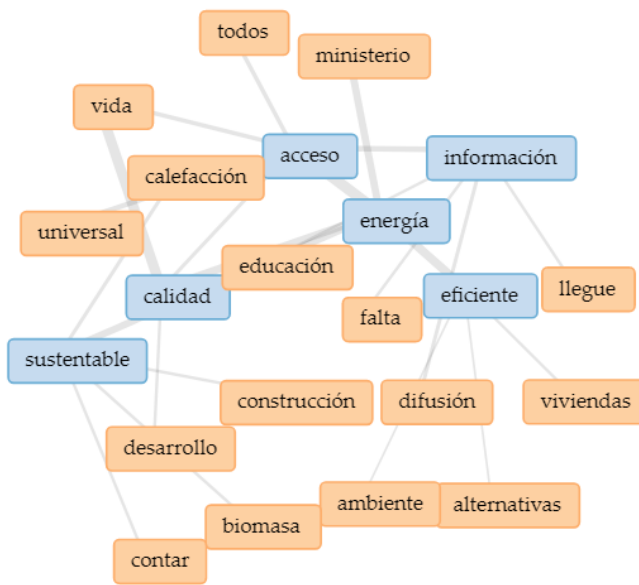 todos
ministerio
vida
acceso
información
calefacción
universal
energía
educación
calidad
eficiente
llegue
falta
sustentable
construcción
difusión
viviendas
desarrollo
ambiente
alternativas
biomasa
contar